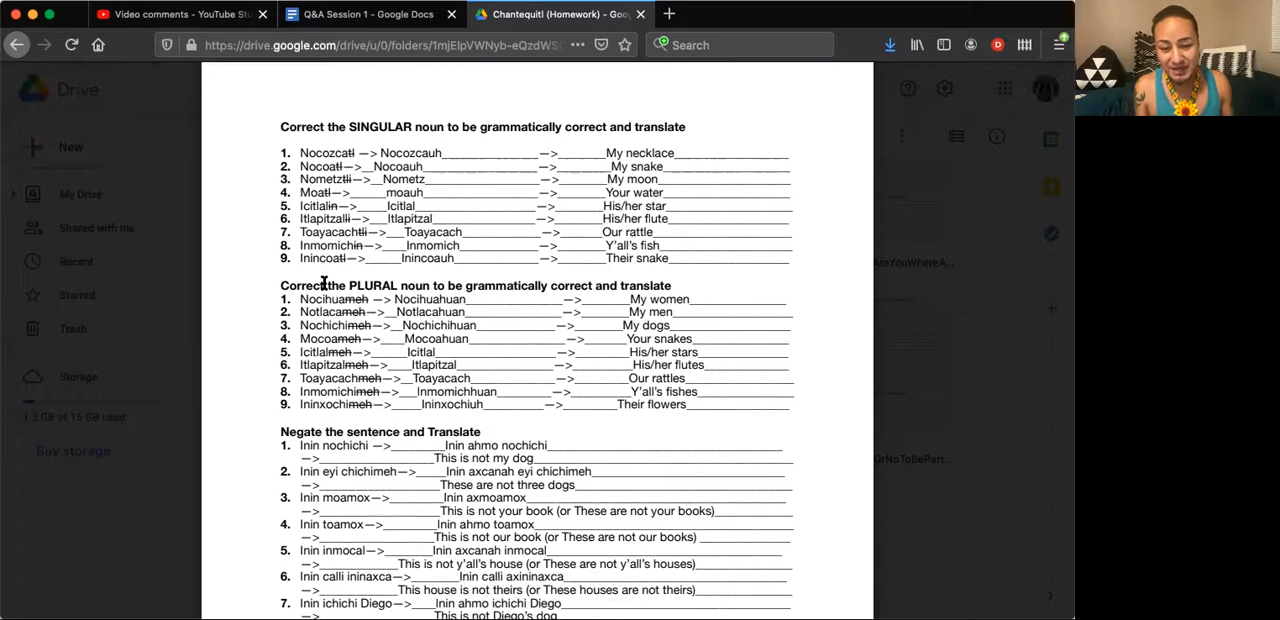 Video comments - YouTube Stu
Q&A Session 1 - Google Docs
Chantequitl (Homework) - Goog
https://drive.google.com/drive/u/0/folders/1mjElpVWNyb-eQzdWS
Search
D
Drive
New
My Drive
Shared with me
Recent
Starred
Trash
Storage
1.3 GB of 15 GB used
Buy storage
Correct the SINGULAR noun to be grammatically correct and translate
1. Nocozcatl —> Nocozcauh —> My necklace
2. Nocoatl—> Nocoauh —> My snake
3. Nometztli—> Nometz —> My moon
4. Moatl—> moauh —> Your water
5. Icitlalin—> Icitlal —> His/her star
6. Itlapitzalli—> Itlapitzal —> His/her flute
7. Toayacachtli—> Toayacach —> Our rattle
8. Inmomichin—> Inmomich —> Y'all's fish
9. Inincoatl—> Inincoauh —> Their snake
Correct the PLURAL noun to be grammatically correct and translate
1. Nocihuameh —> Nocihuahuan —> My women
2. Notlacameh—> Notlacahuan —> My men
3. Nochichimeh—> Nochichihuan —> My dogs
4. Mocoameh—> Mocoahuan —> Your snakes
5. Icitlalmeh—> Icitlal —> His/her stars
6. Itlapitzalmeh—> Itlapitzal —> His/her flutes
7. Toayacachmeh—> Toayacach —> Our rattles
8. Inmomichimeh—> Inmomichhuan —> Y'all's fishes
9. Ininxochimeh—> Ininxochiuh —> Their flowers
Negate the sentence and Translate
1. Inin nochichi —> Inin ahmo nochichi
—> This is not my dog
2. Inin eyi chichimeh—> Inin axcanah eyi chichimeh
—> These are not three dogs
3. Inin moamox—> Inin axmoamox
—> This is not your book (or These are not your books)
4. Inin toamox—> Inin ahmo toamox
—> This is not our book (or These are not our books)
5. Inin inmocal—> Inin axcanah inmocal
—> This is not y'all's house (or These are not y'all's houses)
6. Inin calli ininaxca—> Inin calli axininaxca
—> This house is not theirs (or These houses are not theirs)
7. Inin ichichi Diego—> Inin ahmo ichichi Diego
—> This is not Diego's dog
AreYouWhereA...
OrNoToBePart...